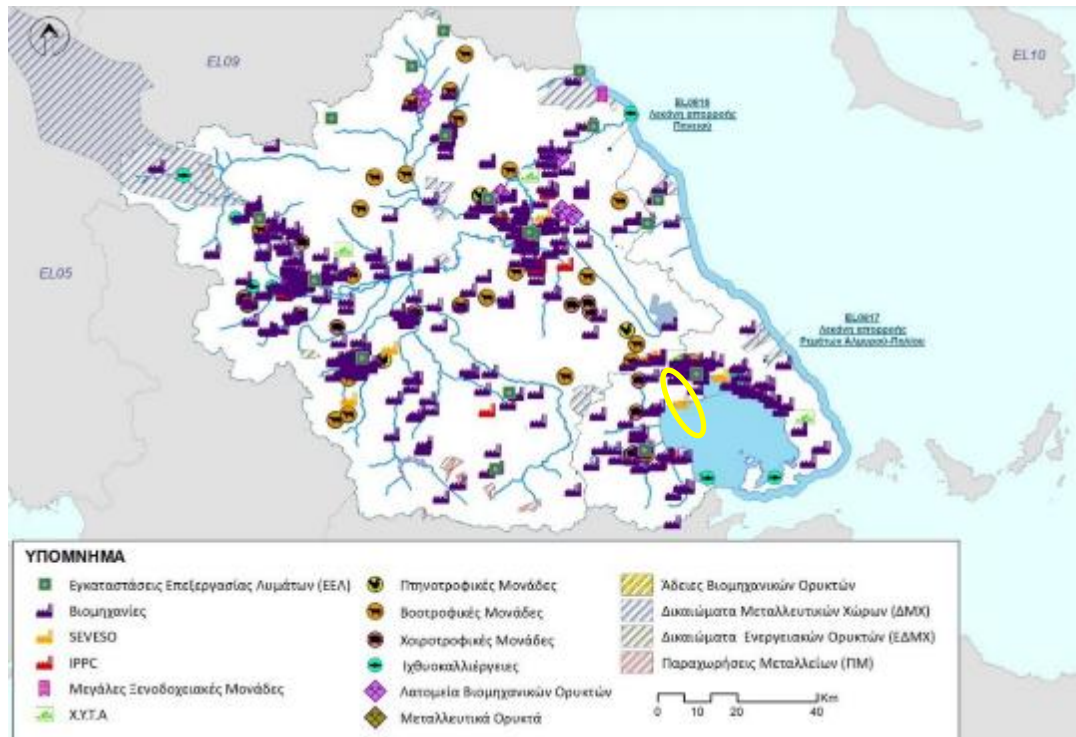 EL09
EL10
EL0816
Λεκάνη απορροής
Πηνειού
EL05
EL0817
Λεκάνη απορροής
Ρεμάτων Αλμυρού-Πηλίου
ΥΠΟΜΝΗΜΑ
Εγκαταστάσεις Επεξεργασίας Λυμάτων (ΕΕΛ)
Βιομηχανίες
SEVESO
IPPC
Μεγάλες Ξενοδοχειακές Μονάδες
Χ.Υ.Τ.Α
Πτηνοτροφικές Μονάδες
Βοοτροφικές Μονάδες
Χοιροτροφικές Μονάδες
Ιχθυοκαλλιέργειες
Λατομεία Βιομηχανικών Ορυκτών
Μεταλλευτικά Ορυκτά
Άδειες Βιομηχανικών Ορυκτών
Δικαιώματα Μεταλλευτικών Χώρων (ΔΜΧ)
Δικαιώματα Ενεργειακών Ορυκτών (ΕΔΜΧ)
Παραχωρήσεις Μεταλλείων (ΠΜ)
Km
0 10 20 40